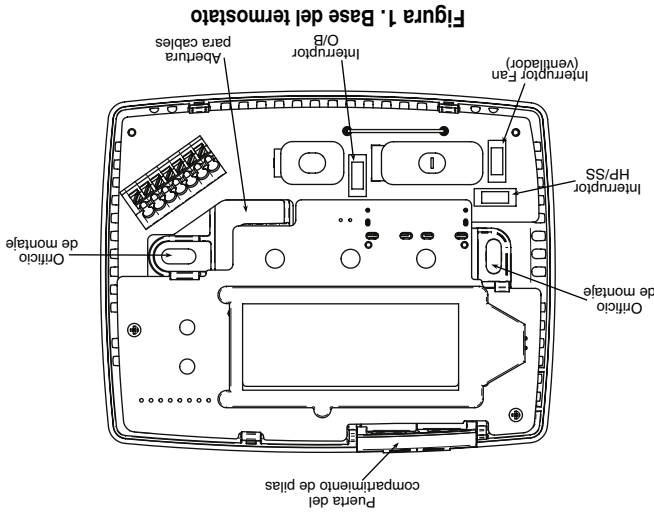 Puerta del
compartimiento de pilas
Orificio
de montaje
Orificio
de montaje
Interruptor
HP/SS
Interruptor Fan
(ventilador)
Interruptor
O/B
Abertura
para cables
Figura 1. Base del termostato